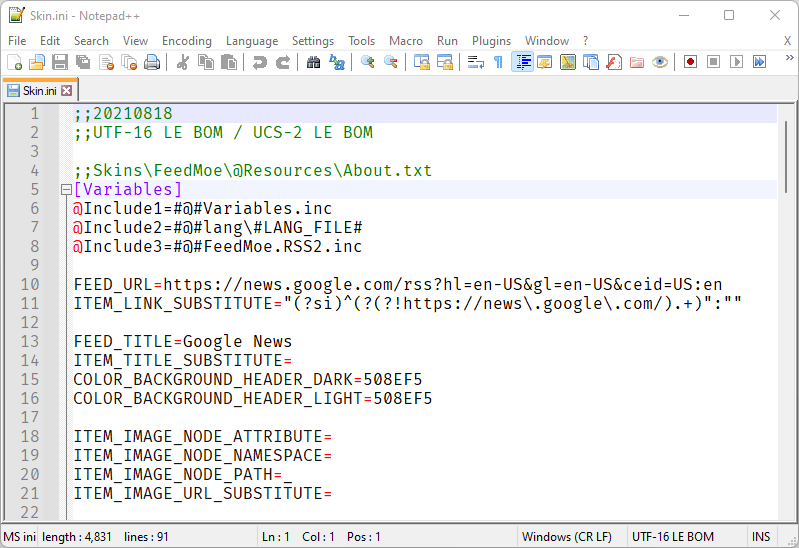 Skin.ini - Notepad++
File Edit Search View Encoding Language Settings Tools Macro Run Plugins Window ? X
Skin.ini
1 ;;20210818
2 ;;UTF-16 LE BOM / UCS-2 LE BOM
3
4 ;;Skins\FeedMoe\@Resources\About.txt
5 [Variables]
6 @Include1=#@#Variables.inc
7 @Include2=#@#lang\#LANG_FILE#
8 @Include3=#@#FeedMoe.RSS2.inc
9
10 FEED_URL=https://news.google.com/rss?hl=en-US&gl=en-US&ceid=US:en
11 ITEM_LINK_SUBSTITUTE="(?si)^(?(?!https://news\.google\.com/).+)":""
12
13 FEED_TITLE=Google News
14 ITEM_TITLE_SUBSTITUTE=
15 COLOR_BACKGROUND_HEADER_DARK=508EF5
16 COLOR_BACKGROUND_HEADER_LIGHT=508EF5
17
18 ITEM_IMAGE_NODE_ATTRIBUTE=
19 ITEM_IMAGE_NODE_NAMESPACE=
20 ITEM_IMAGE_NODE_PATH=_
21 ITEM_IMAGE_URL_SUBSTITUTE=
22
MS ini length : 4,831 lines : 91 Ln : 1 Col : 1 Pos : 1 Windows (CR LF) UTF-16 LE BOM INS